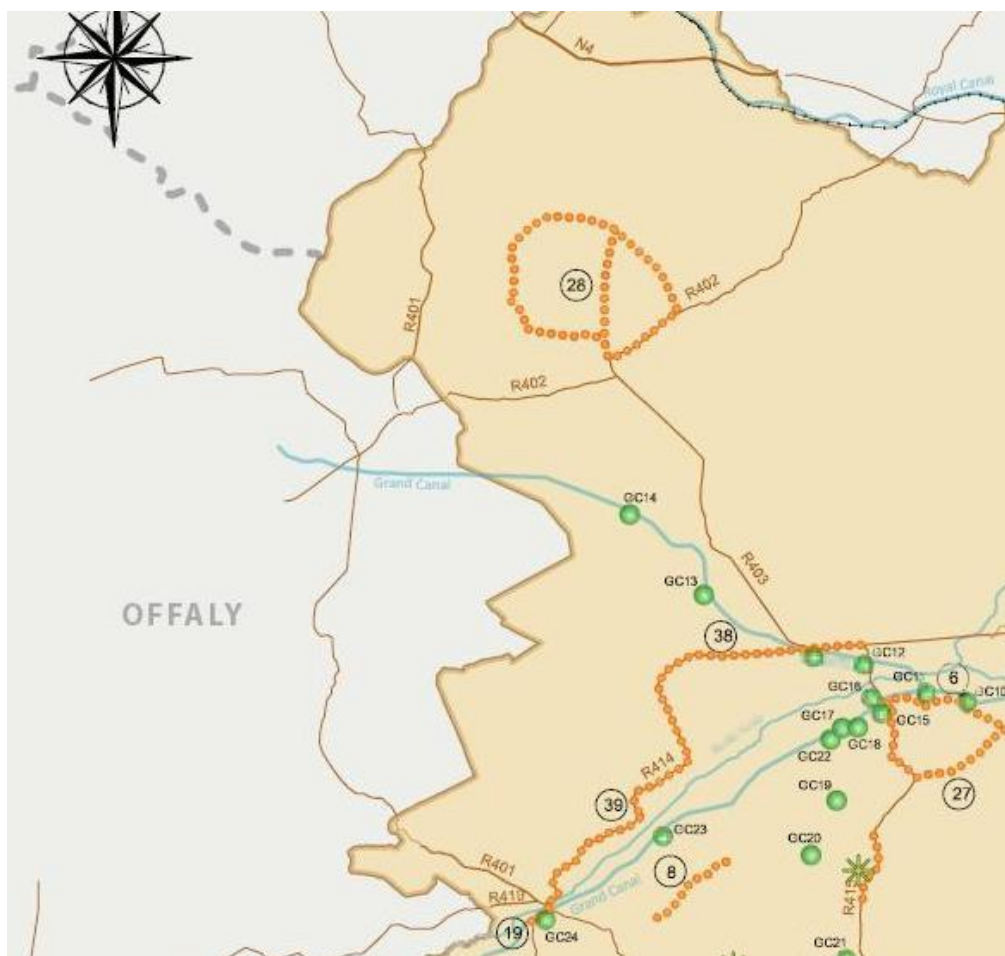 N4
Royal Canal
28
R402
R401
R402
Grand Canal
GC14
R403
GC13
OFFALY
38
GC12
6
GC16
GC10
GC17
GC15
GC18
GC22
R414
27
GC19
39
GC23
GC20
8
R401
Grand Canal
R419
19
GC24
GC21